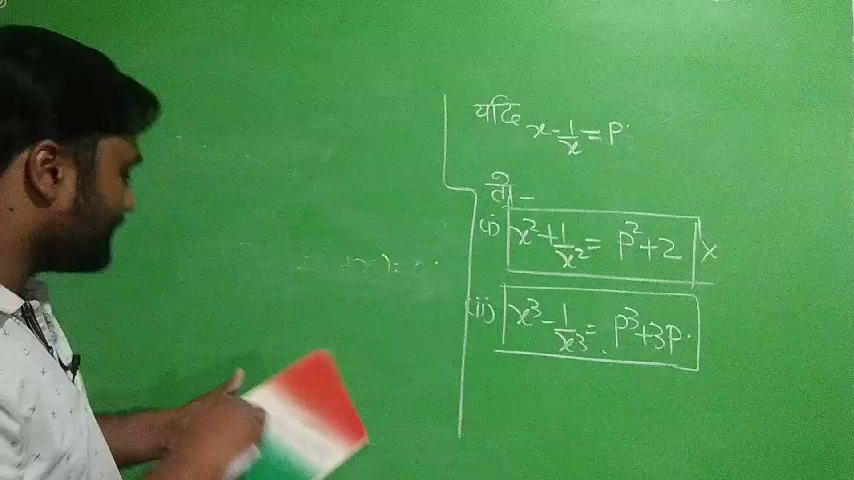 यदि x - 1/x = P
तो -
(i) x² + 1/x² = P² + 2
(ii) x³ - 1/x³ = P³ + 3P.